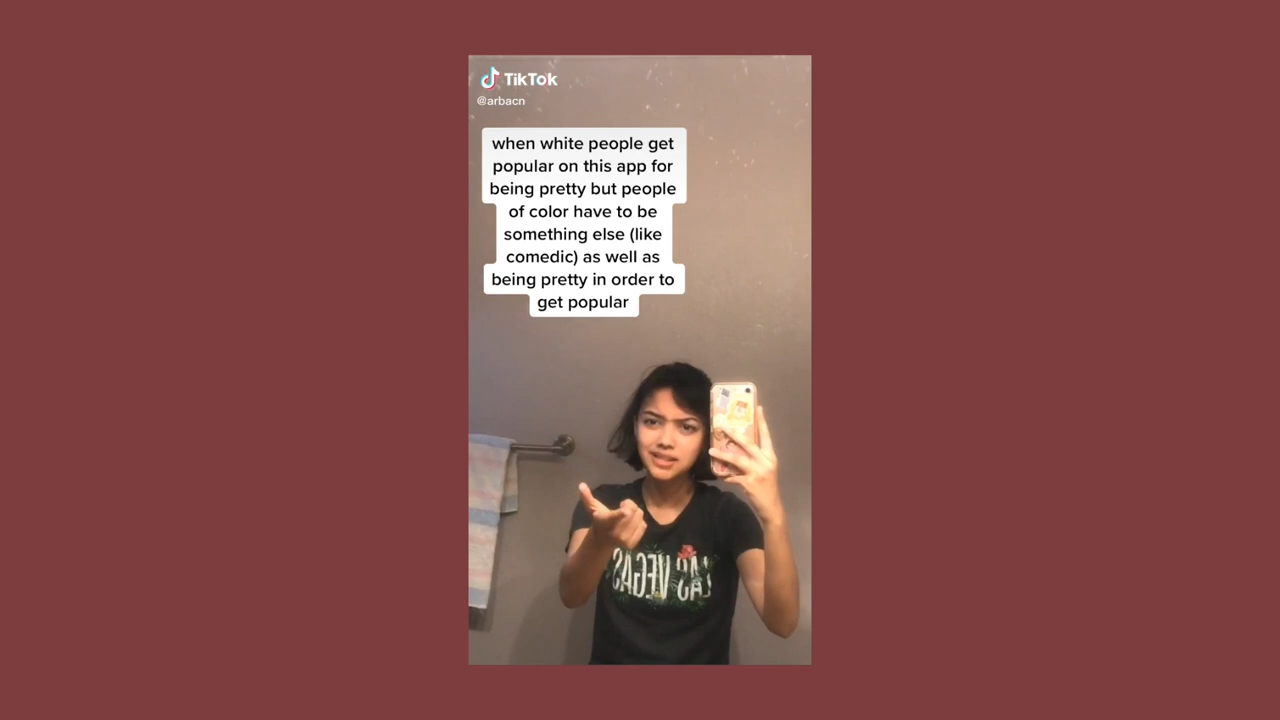 TikTok
@arbacn
when white people get
popular on this app for
being pretty but people
of color have to be
something else (like
comedic) as well as
being pretty in order to
get popular
LAS VEGAS